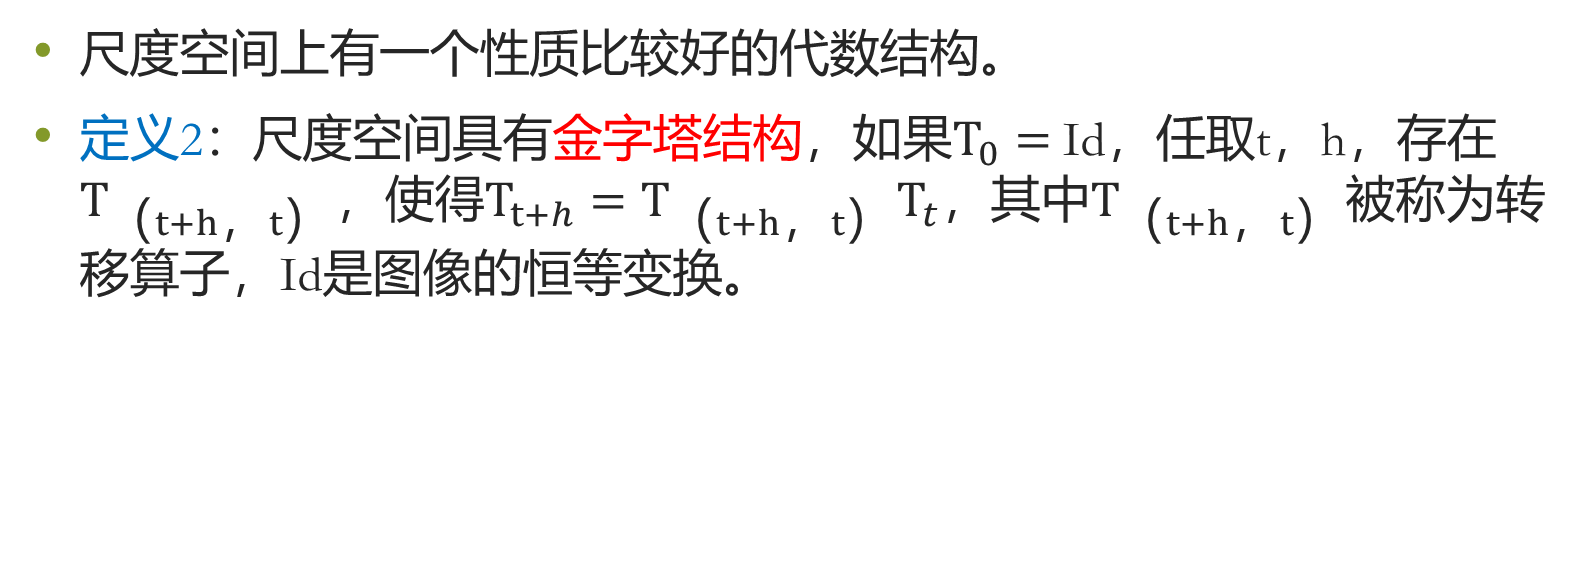 • 尺度空间上有一个性质比较好的代数结构。
• 定义2：尺度空间具有金字塔结构，如果T₀ = Id，任取t，h，存在
T（t+h，t），使得Tₜ₊ₕ = T（t+h，t）Tₜ，其中T（t+h，t）被称为转
移算子，Id是图像的恒等变换。